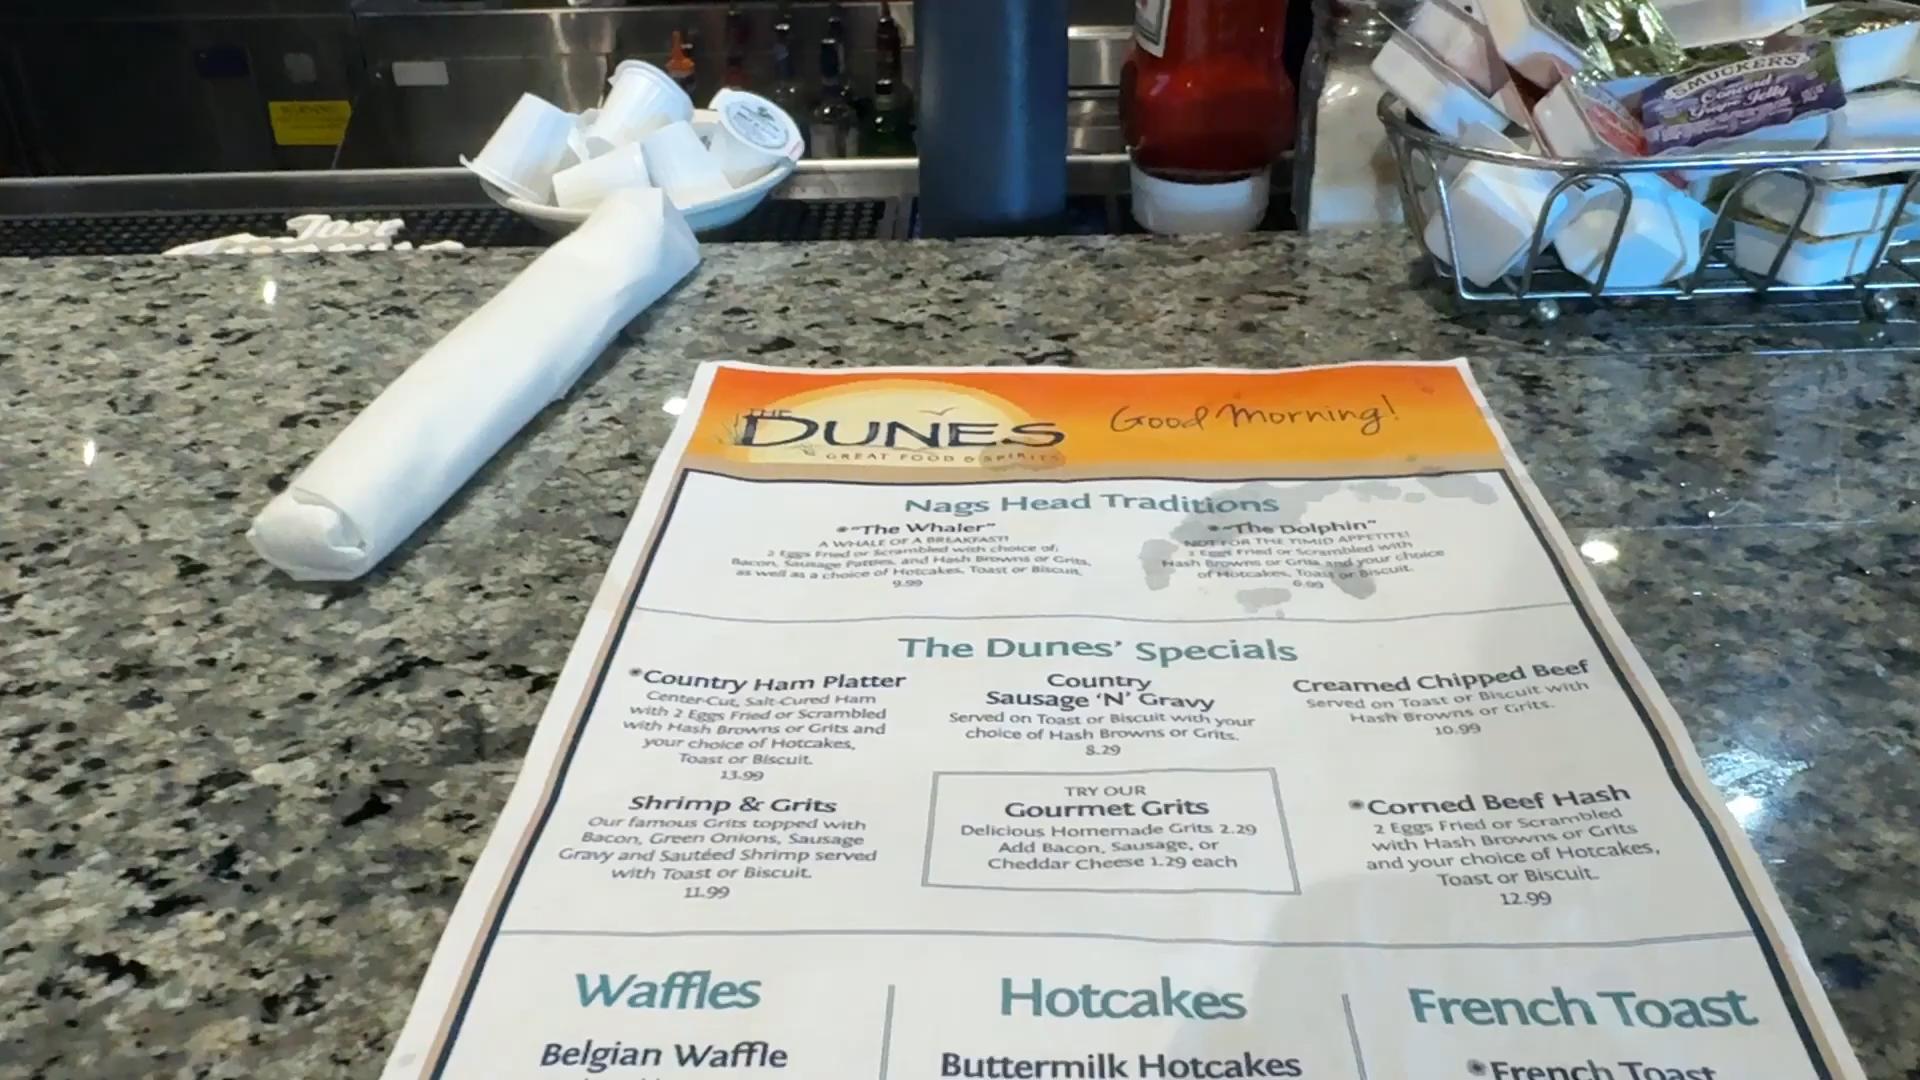 SMUCKERS
Concord
Grape Jelly
Jose
THE
DUNES
GREAT FOOD & SPIRITS
Good Morning!
Nags Head Traditions
*"The Whaler"
A WHALE OF A BREAKFAST!
2 Eggs Fried or Scrambled with choice of:
Bacon, Sausage Patties, and Hash Browns or Grits,
as well as a choice of Hotcakes, Toast or Biscuit.
9.99
*"The Dolphin"
NOT FOR THE TIMID APPETITE!
Eggs Fried or Scrambled with
Hash Browns or Grits and your choice
of Hotcakes, Toast or Biscuit.
The Dunes' Specials
*Country Ham Platter
Center-Cut, Salt-Cured Ham
with 2 Eggs Fried or Scrambled
with Hash Browns or Grits and
your choice of Hotcakes,
Toast or Biscuit.
13.99
Country
Sausage 'N' Gravy
Served on Toast or Biscuit with your
choice of Hash Browns or Grits.
8.29
Creamed Chipped Beef
Served on Toast or Biscuit with
Hash Browns or Grits.
10.99
Shrimp & Grits
Our famous Grits topped with
Bacon, Green Onions, Sausage
Gravy and Sautéed Shrimp served
with Toast or Biscuit.
11.99
TRY OUR
Gourmet Grits
Delicious Homemade Grits 2.29
Add Bacon, Sausage, or
Cheddar Cheese 1.29 each
*Corned Beef Hash
2 Eggs Fried or Scrambled
with Hash Browns or Grits
and your choice of Hotcakes,
Toast or Biscuit.
12.99
Waffles
Belgian Waffle
Hotcakes
Buttermilk Hotcakes
French Toast
*French Toast